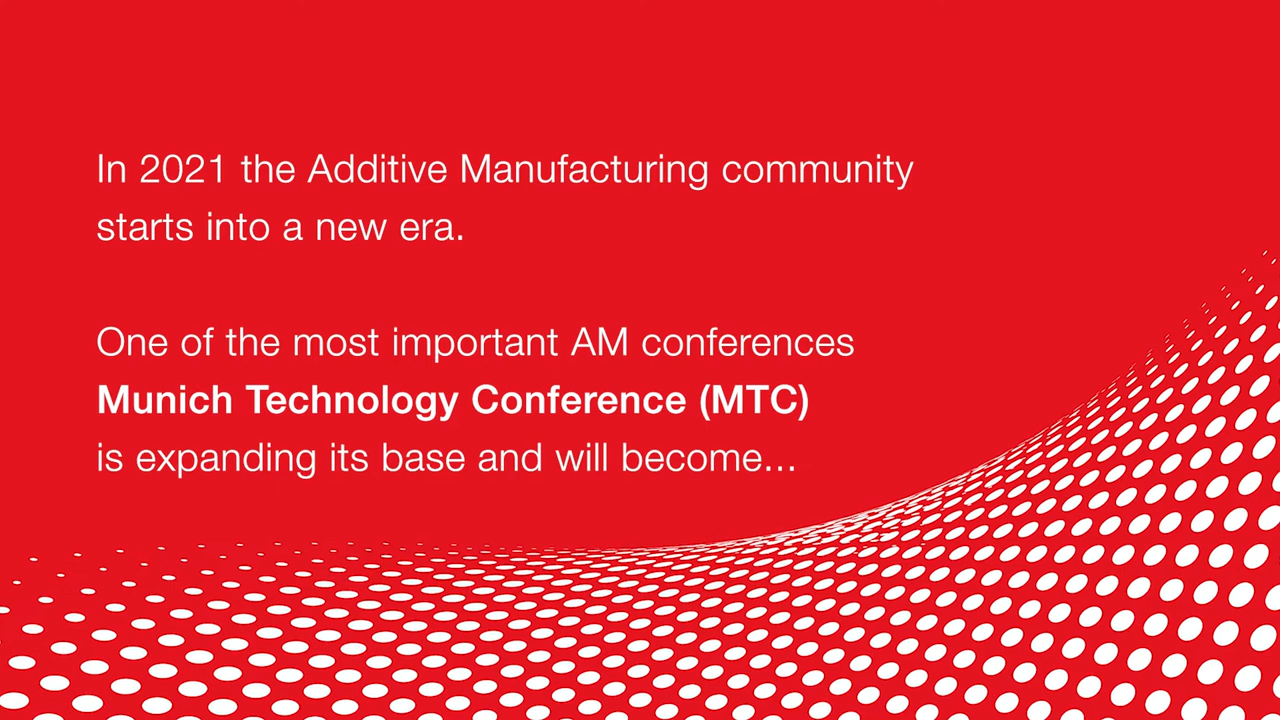 In 2021 the Additive Manufacturing community
starts into a new era.
One of the most important AM conferences
Munich Technology Conference (MTC)
is expanding its base and will become...